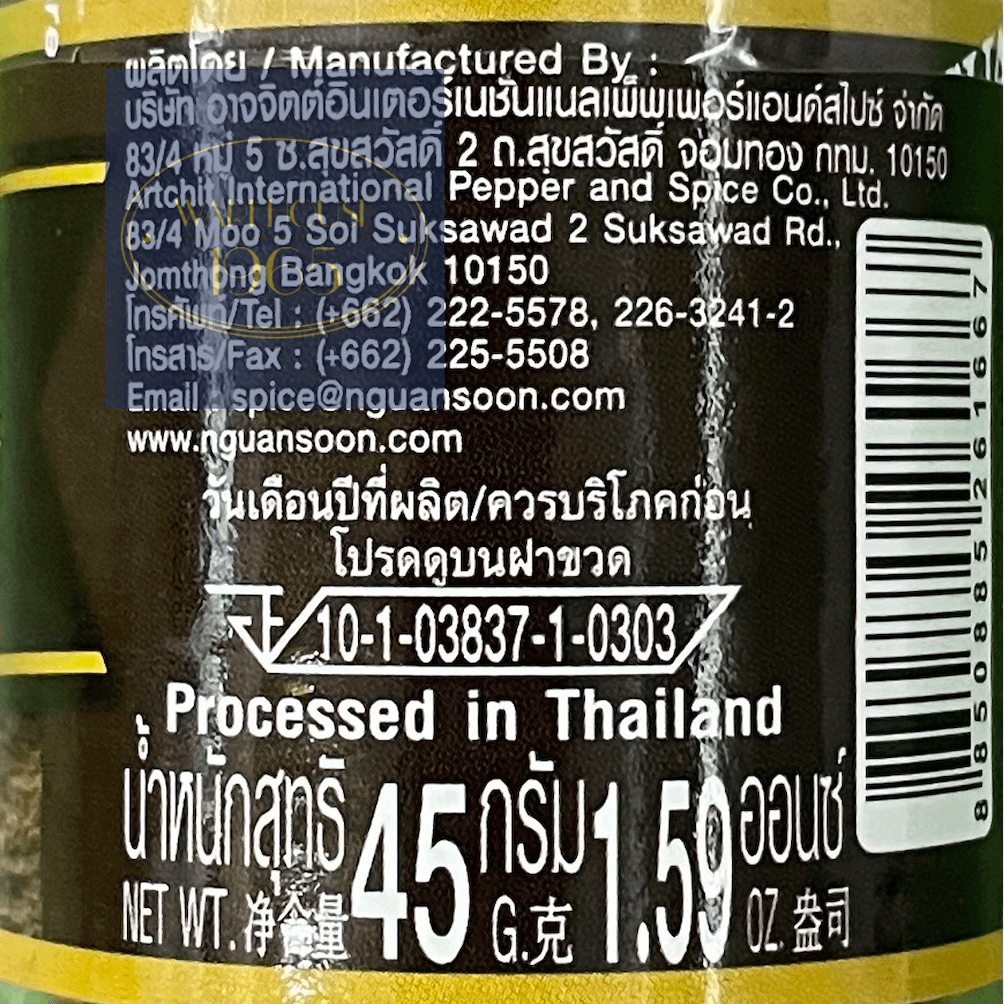 ผลิตโดย / Manufactured By :
บริษัท อาจจิตต์อินเตอร์เนชั่นแนลเพ็พเพอร์แอนด์สไปซ์ จำกัด
83/4 หมู่ 5 ซ.สุขสวัสดิ์ 2 ถ.สุขสวัสดิ์ จอมทอง กทม. 10150
Artchit International Pepper and Spice Co., Ltd.
83/4 Moo 5 Soi Suksawad 2 Suksawad Rd.,
Jomthong Bangkok 10150
โทรศัพท์/Tel : (+662) 222-5578, 226-3241-2
โทรสาร/Fax : (+662) 225-5508
Email : spice@nguansoon.com
www.nguansoon.com
วันเดือนปีที่ผลิต/ควรบริโภคก่อน
โปรดดูบนฝาขวด
10-1-03837-1-0303
Processed in Thailand
น้ำหนักสุทธิ 45 กรัม 1.59 ออนซ์
NET WT. 净含量 G.克 OZ. 盎司
8 850885 261667
1965